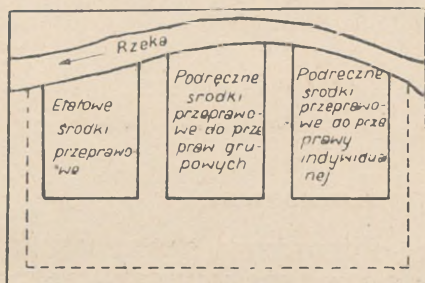 Rzeka
Etatowe
środki
przeprawo-
we
Podręczne
środki
przeprawo-
we do prze
praw gru-
powych
Podręczne
środki
przeprawo-
we do prze
prawy
indywidua
nej